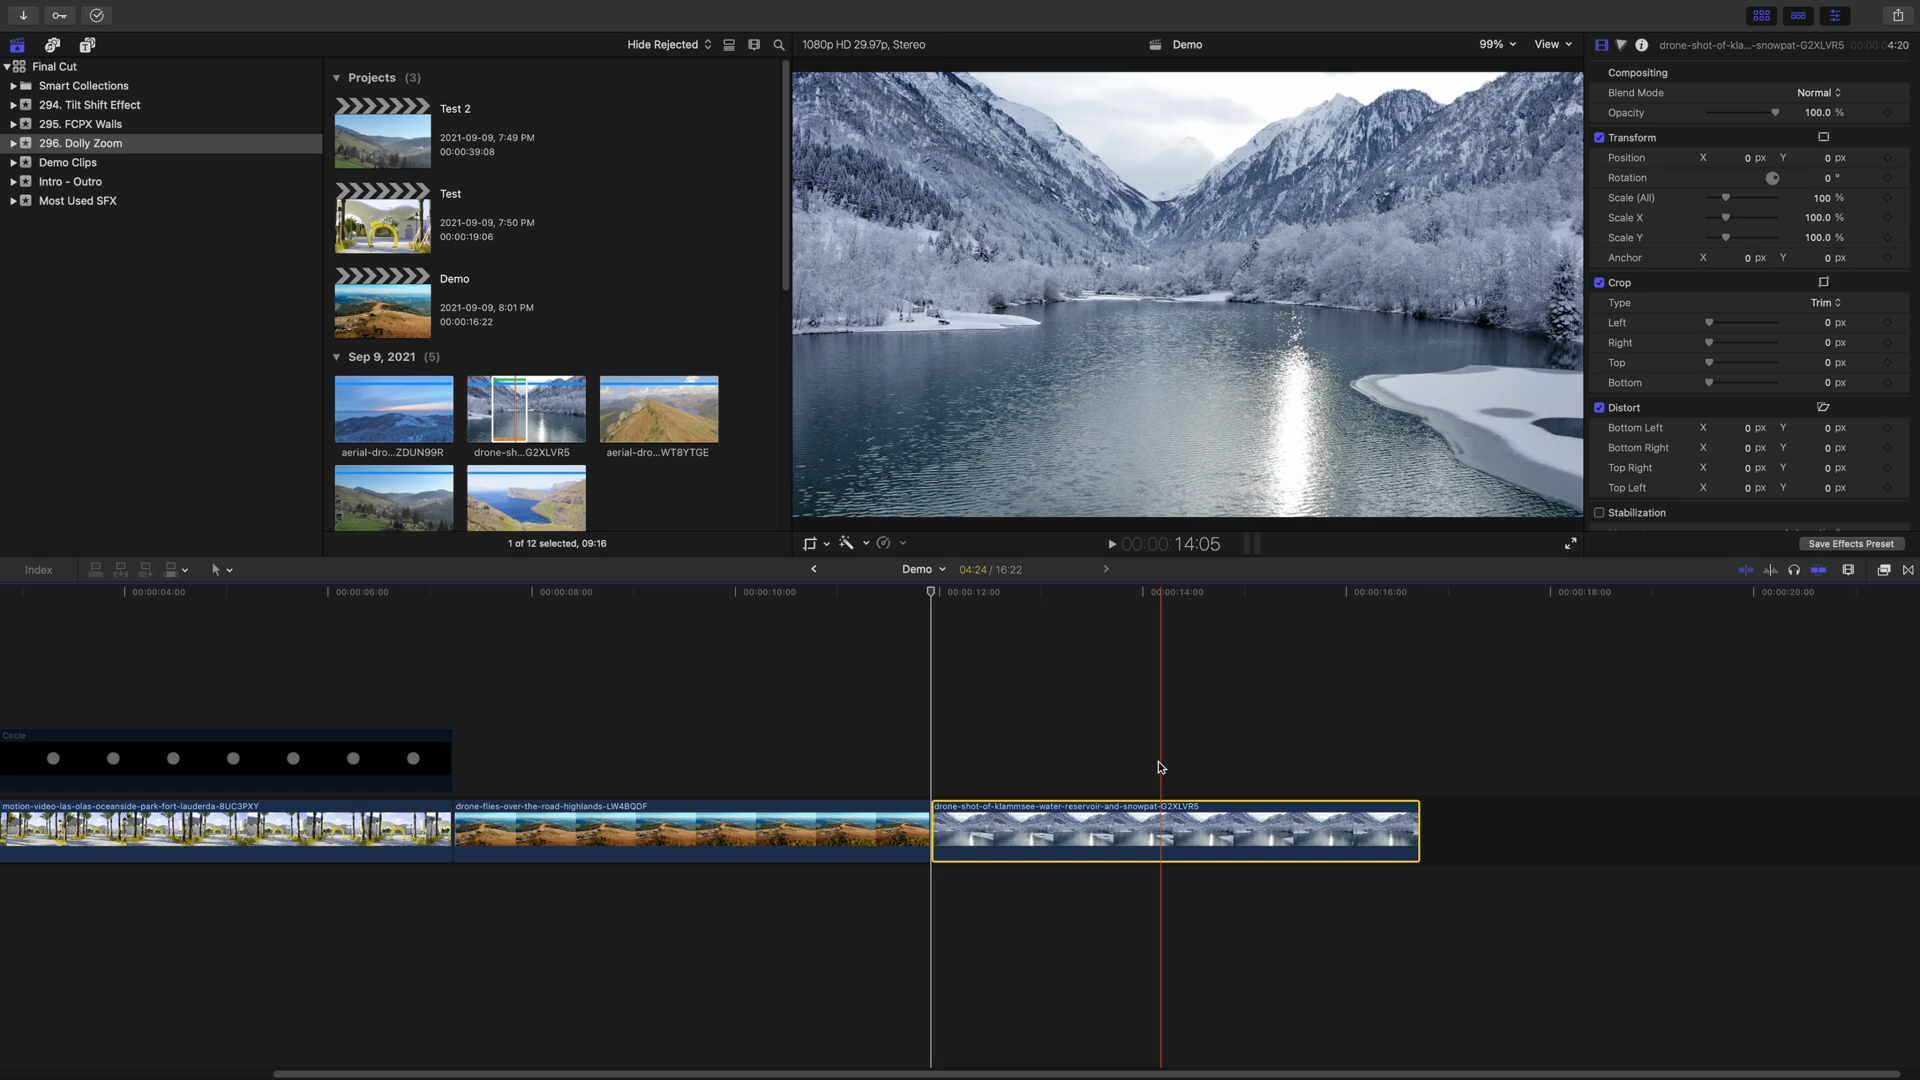 Hide Rejected
1080p HD 29.97p, Stereo
Demo
99%
View
drone-shot-of-kla...-snowpat-G2XLVR5
00:00:04:20
Final Cut
Smart Collections
294. Tilt Shift Effect
295. FCPX Walls
296. Dolly Zoom
Demo Clips
Intro - Outro
Most Used SFX
Projects (3)
Test 2
2021-09-09, 7:49 PM
00:00:39:08
Test
2021-09-09, 7:50 PM
00:00:19:06
Demo
2021-09-09, 8:01 PM
00:00:16:22
Sep 9, 2021 (5)
aerial-dro...ZDUN99R
drone-sh...G2XLVR5
aerial-dro...WT8YTGE
1 of 12 selected, 09:16
00:00:14:05
Compositing
Blend Mode Normal
Opacity 100.0 %
Transform
Position X 0 px Y 0 px
Rotation 0 °
Scale (All) 100 %
Scale X 100.0 %
Scale Y 100.0 %
Anchor X 0 px Y 0 px
Crop
Type Trim
Left 0 px
Right 0 px
Top 0 px
Bottom 0 px
Distort
Bottom Left X 0 px Y 0 px
Bottom Right X 0 px Y 0 px
Top Right X 0 px Y 0 px
Top Left X 0 px Y 0 px
Stabilization
Save Effects Preset
Index
Demo
04:24 / 16:22
00:00:04:00
00:00:06:00
00:00:08:00
00:00:10:00
00:00:12:00
00:00:14:00
00:00:16:00
00:00:18:00
00:00:20:00
Circle
motion-video-las-olas-oceanside-park-fort-lauderda-8UC3PXY
drone-flies-over-the-road-highlands-LW4BQDF
drone-shot-of-klammsee-water-reservoir-and-snowpat-G2XLVR5